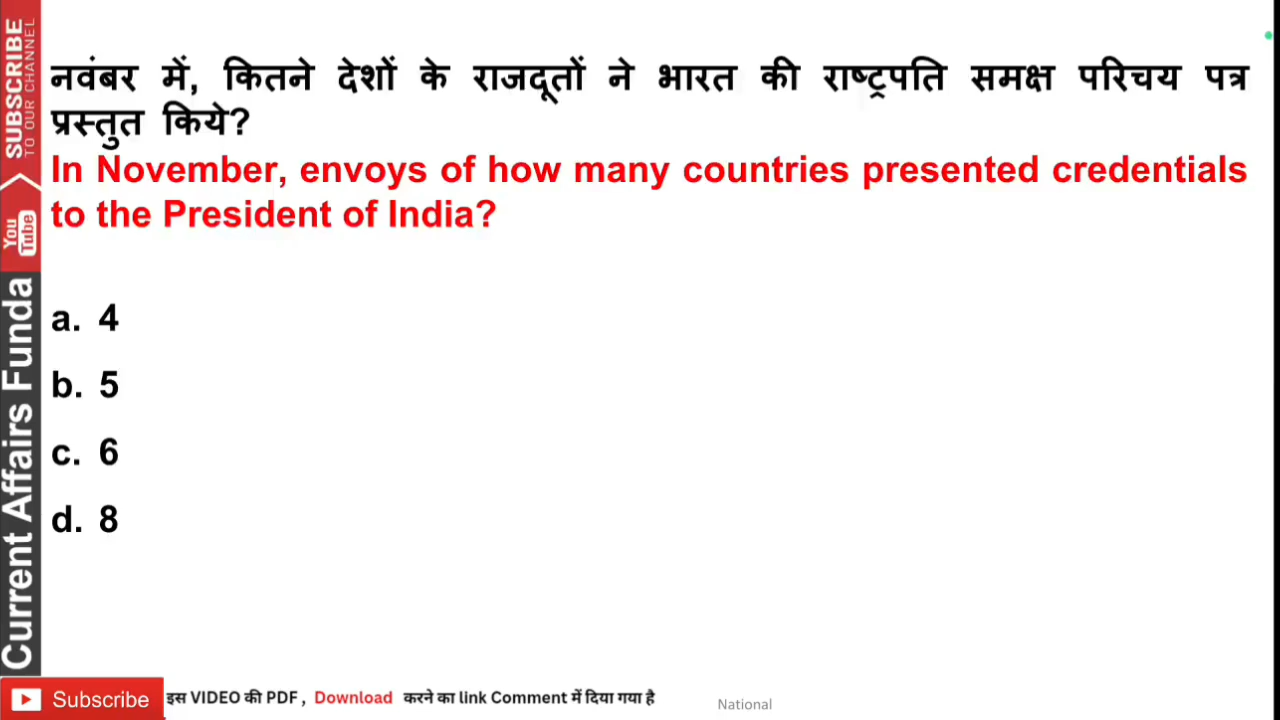 नवंबर में, कितने देशों के राजदूतों ने भारत की राष्ट्रपति समक्ष परिचय पत्र
प्रस्तुत किये?
In November, envoys of how many countries presented credentials
to the President of India?
a. 4
b. 5
c. 6
d. 8
SUBSCRIBE
TO OUR CHANNEL
You Tube
Current Affairs Funda
Subscribe
इस VIDEO की PDF , Download करने का link Comment में दिया गया है
National